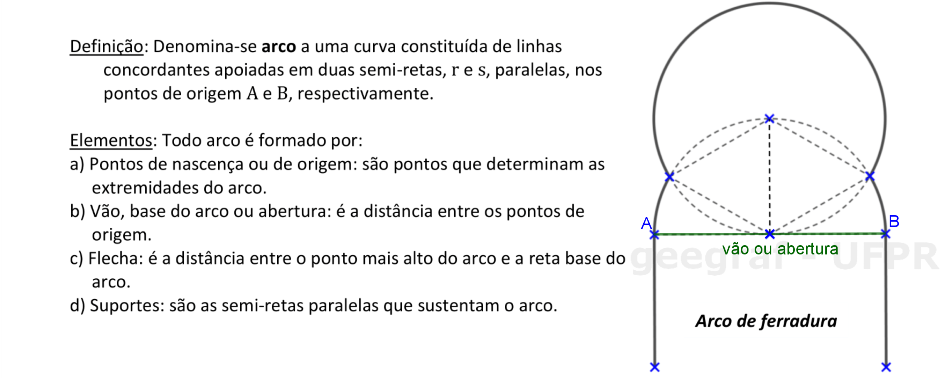 Definição: Denomina-se arco a uma curva constituída de linhas
concordantes apoiadas em duas semi-retas, r e s, paralelas, nos
pontos de origem A e B, respectivamente.
Elementos: Todo arco é formado por:
a) Pontos de nascença ou de origem: são pontos que determinam as
extremidades do arco.
b) Vão, base do arco ou abertura: é a distância entre os pontos de
origem.
c) Flecha: é a distância entre o ponto mais alto do arco e a reta base do
arco.
d) Suportes: são as semi-retas paralelas que sustentam o arco.
A
B
vão ou abertura
geegraf - UFPR
Arco de ferradura